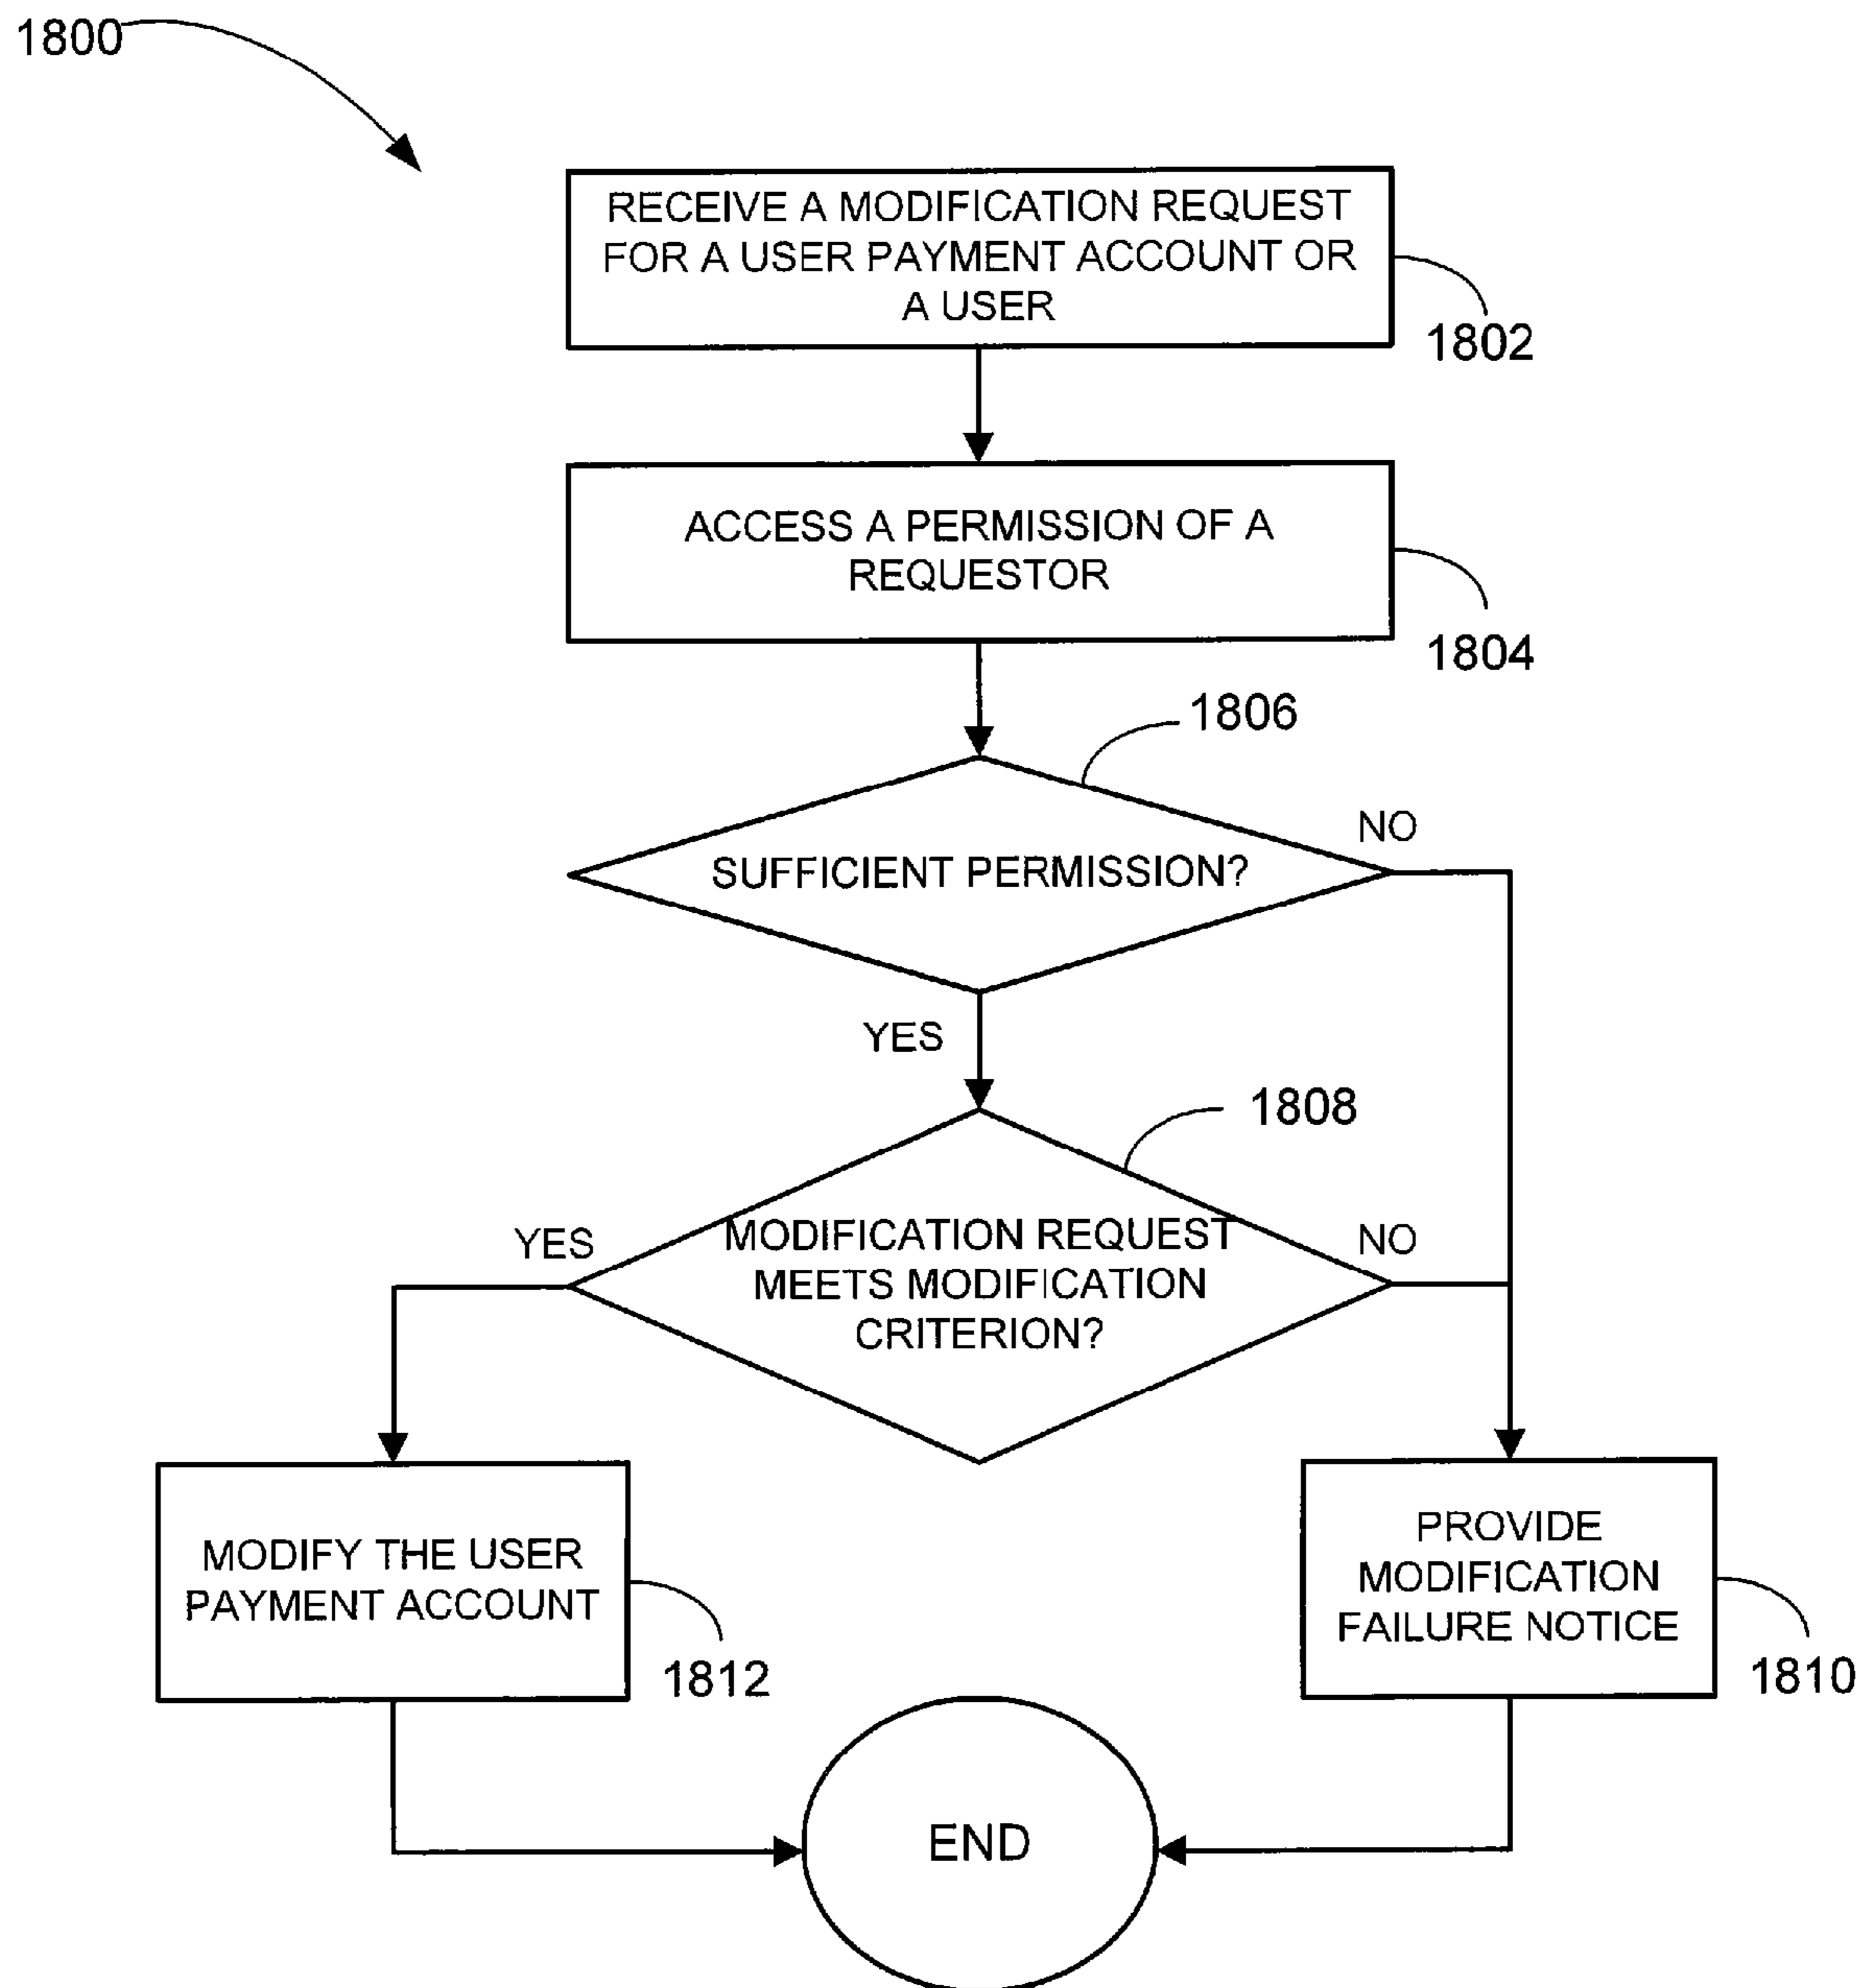 1800
RECEIVE A MODIFICATION REQUEST
FOR A USER PAYMENT ACCOUNT OR
A USER
1802
ACCESS A PERMISSION OF A
REQUESTOR
1804
1806
NO
SUFFICIENT PERMISSION?
YES
1808
YES
MODIFICATION REQUEST
MEETS MODIFICATION
CRITERION?
NO
MODIFY THE USER
PAYMENT ACCOUNT
1812
PROVIDE
MODIFICATION
FAILURE NOTICE
1810
END